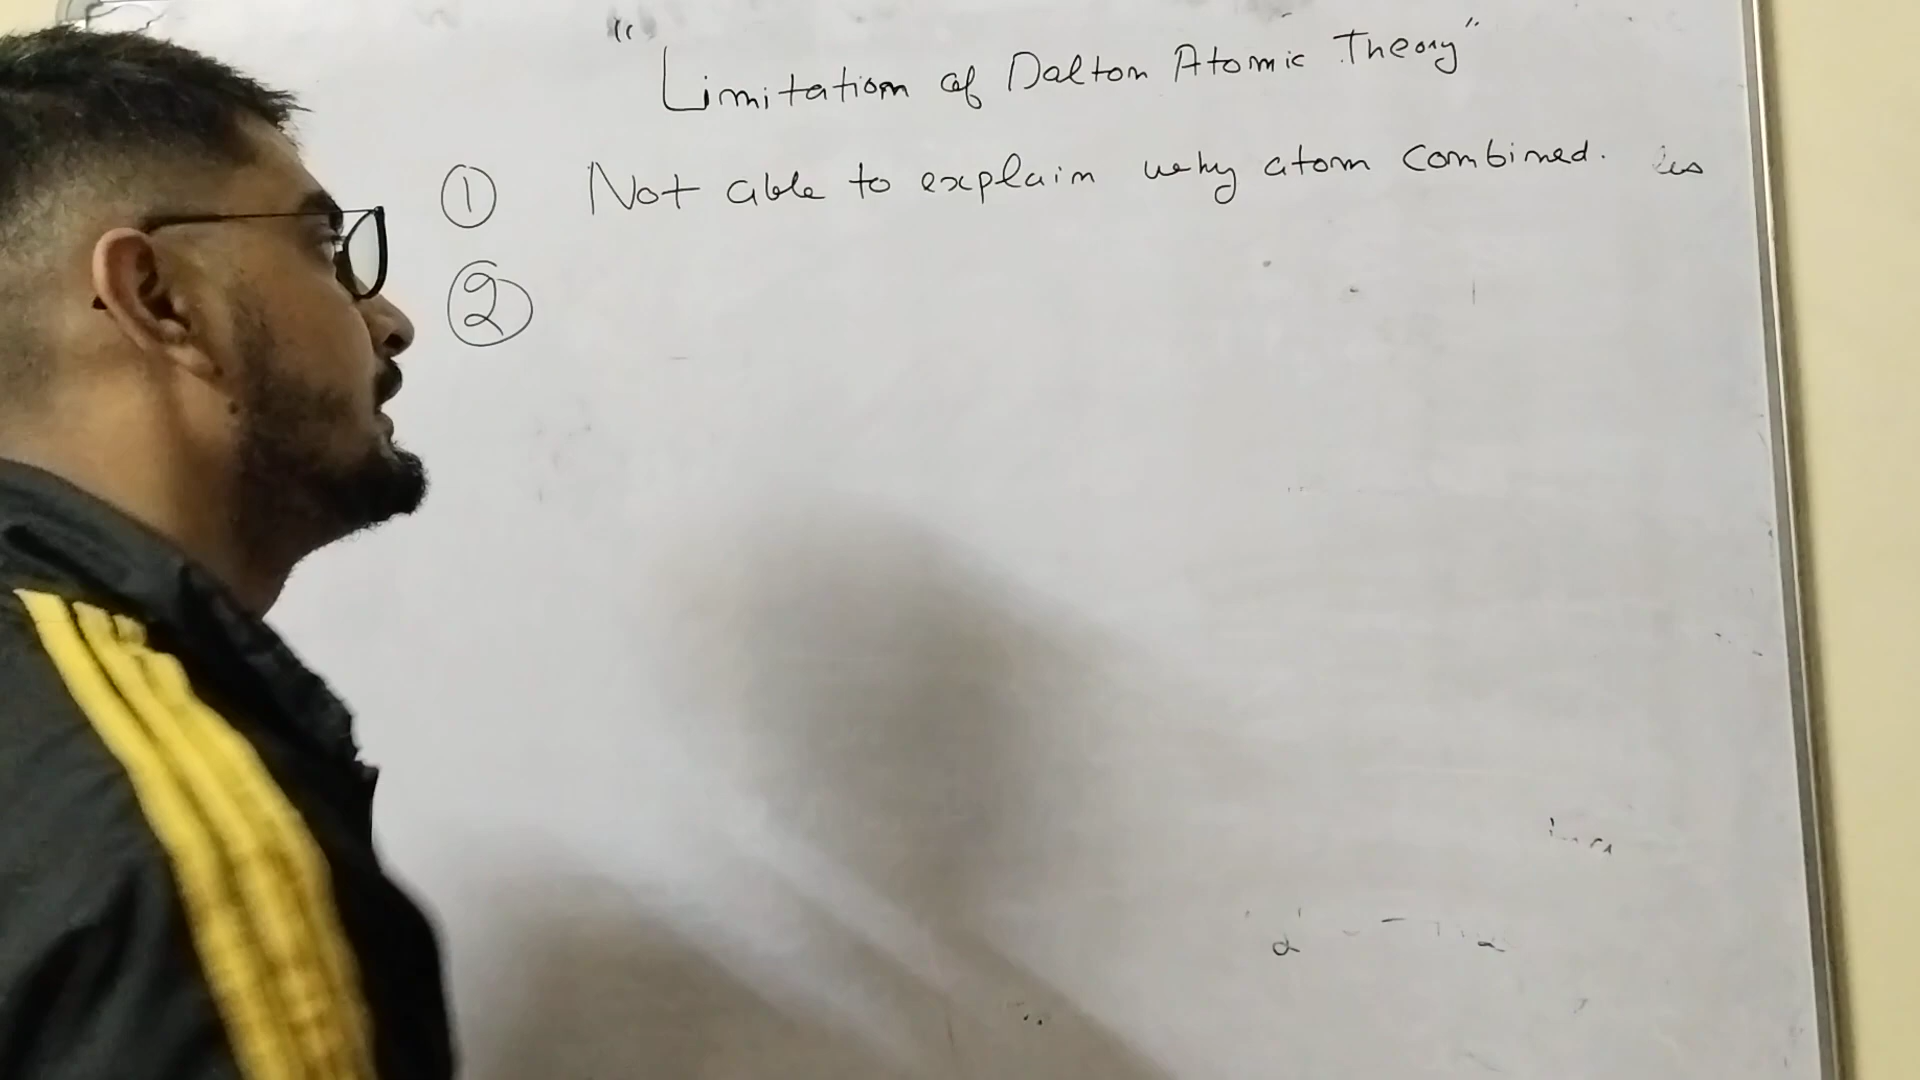 "Limitation of Dalton Atomic Theory"
① Not able to explain why atom combined.
②